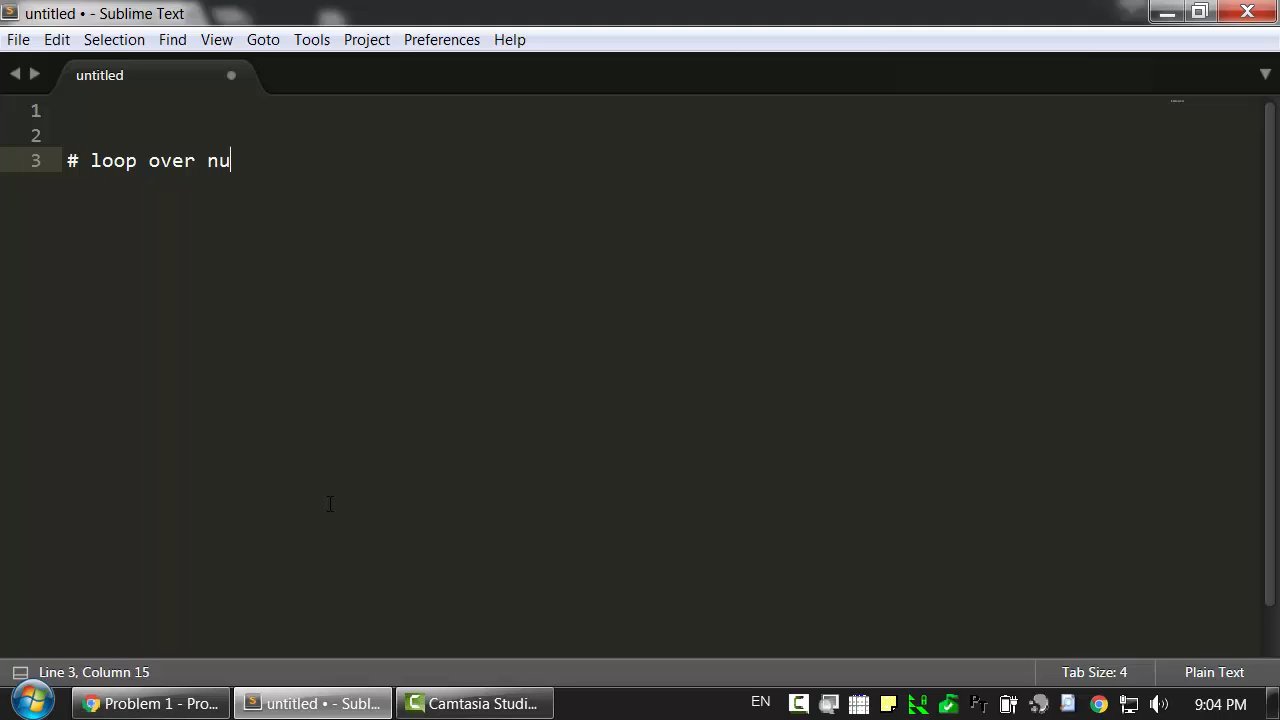 untitled • - Sublime Text
File Edit Selection Find View Goto Tools Project Preferences Help
untitled
1
2
3 # loop over nu
Line 3, Column 15 Tab Size: 4 Plain Text
Problem 1 - Pro... untitled • - Subl... Camtasia Studi... EN 9:04 PM